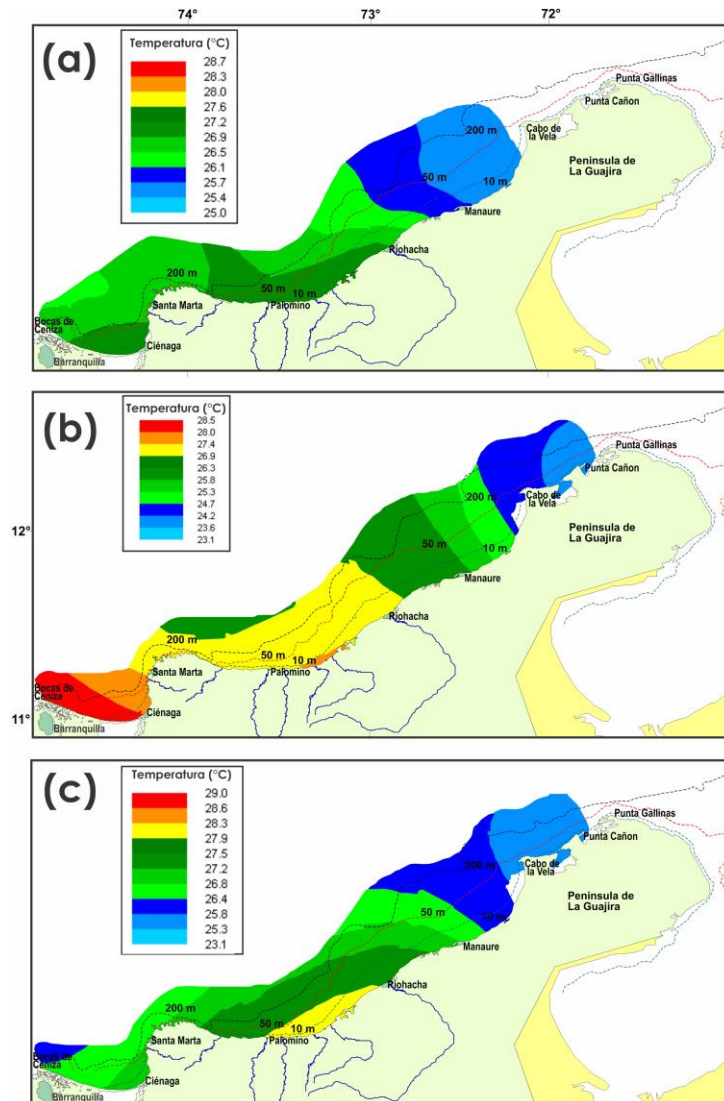 74°
73°
72°
(a)
Temperatura (°C)
28.7
28.3
28.0
27.6
27.2
26.9
26.5
26.1
25.7
25.4
25.0
Punta Gallinas
Punta Cañon
Cabo de
la Vela
200 m
Peninsula de
La Guajira
50 m
10 m
Manaure
Riohacha
200 m
50 m
10 m
Santa Marta
Palomino
Bocas de
Ceniza
Ciénaga
Barranquilla
(b)
Temperatura (°C)
28.5
28.0
27.4
26.9
26.3
25.8
25.3
24.7
24.2
23.6
23.1
Punta Gallinas
Punta Cañon
Cabo de
la Vela
200 m
12°
Peninsula de
La Guajira
50 m
10 m
Manaure
Riohacha
200 m
50 m
10 m
Santa Marta
Palomino
Bocas de
Ceniza
Ciénaga
11°
Barranquilla
(c)
Temperatura (°C)
29.0
28.6
28.3
27.9
27.5
27.2
26.8
26.4
25.8
25.3
23.1
Punta Gallinas
Punta Cañon
Cabo de
la Vela
200 m
Peninsula de
La Guajira
50 m
10 m
Manaure
Riohacha
200 m
50 m
10 m
Santa Marta
Palomino
Bocas de
Ceniza
Ciénaga
Barranquilla